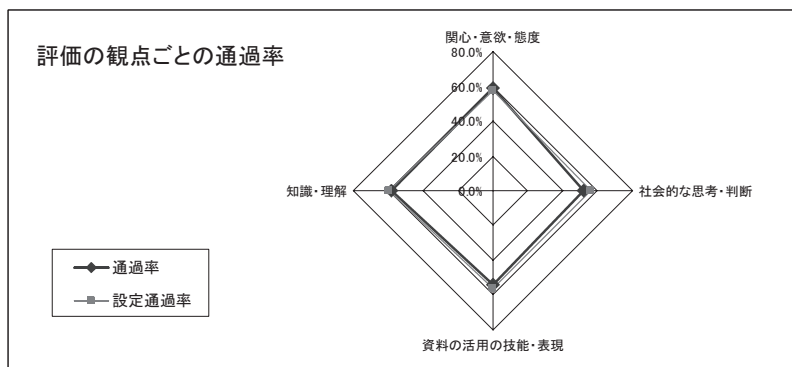 評価の観点ごとの通過率
関心・意欲・態度
80.0%
60.0%
40.0%
20.0%
0.0%
知識・理解
社会的な思考・判断
資料の活用の技能・表現
通過率
設定通過率